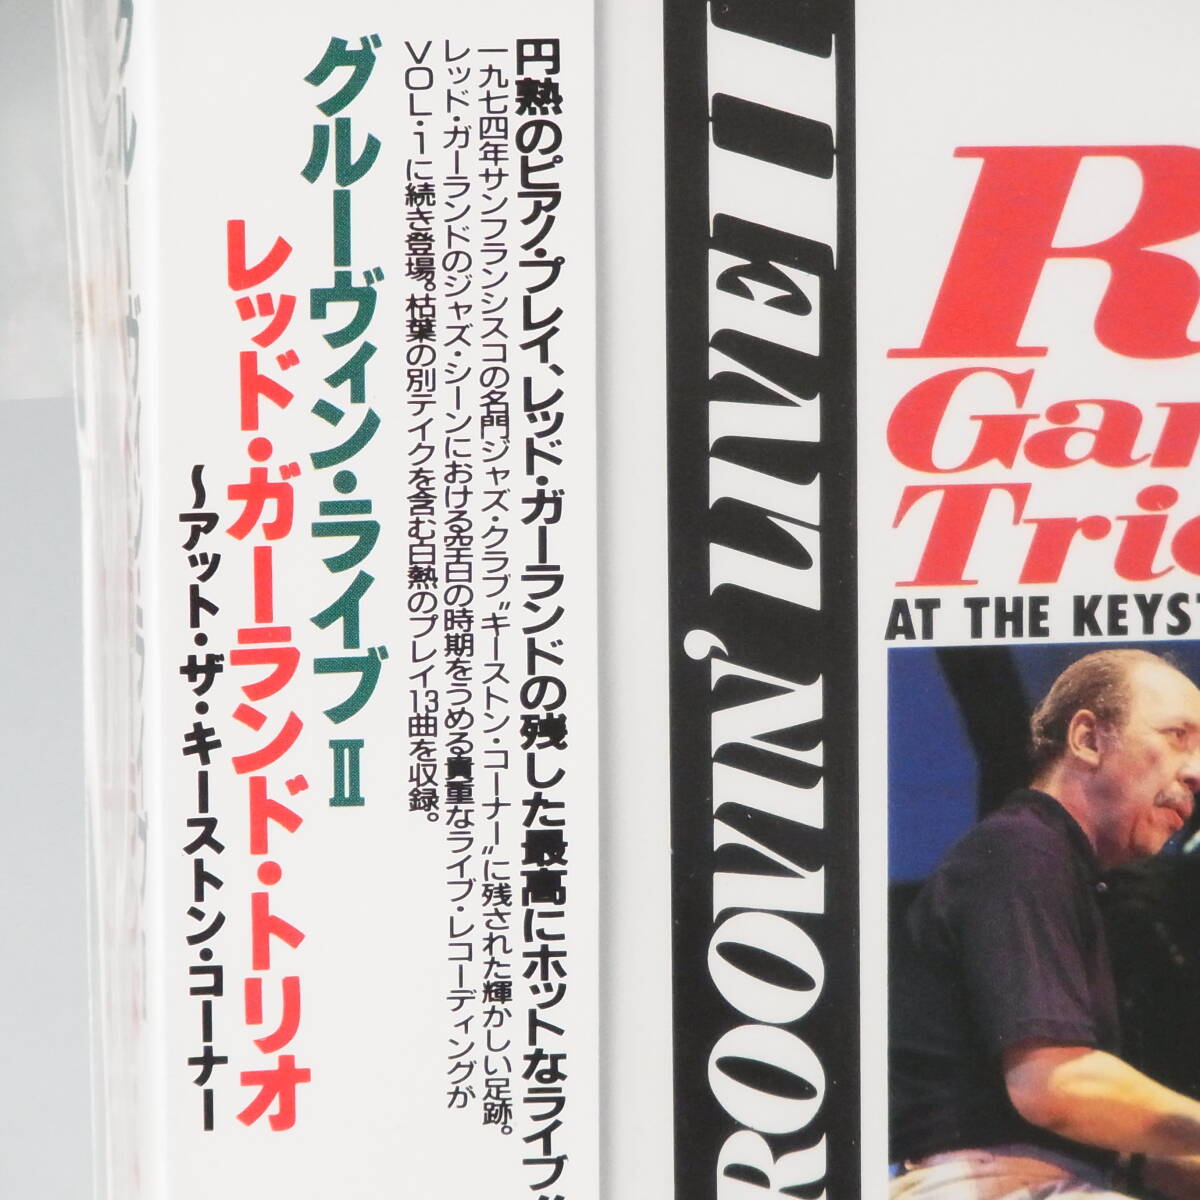 円熟のピアノ・プレイ、レッド・ガーランドの残した最高にホットなライブ
一九七四年サンフランシスコの名門ジャズ・クラブ〝キーストン・コーナー〟に残された輝かしい足跡。
レッド・ガーランドのジャズ・シーンにおける空白の時期をうめる貴重なライブ・レコーディングが
VOL・1に続き登場。枯葉の別テイクを含む白熱のプレイ13曲を収録。
グルーヴィン・ライブ II
レッド・ガーランド・トリオ
〜アット・ザ・キーストン・コーナー
ROOVIN' LIVE II
R
Gar
Trio
AT THE KEYST